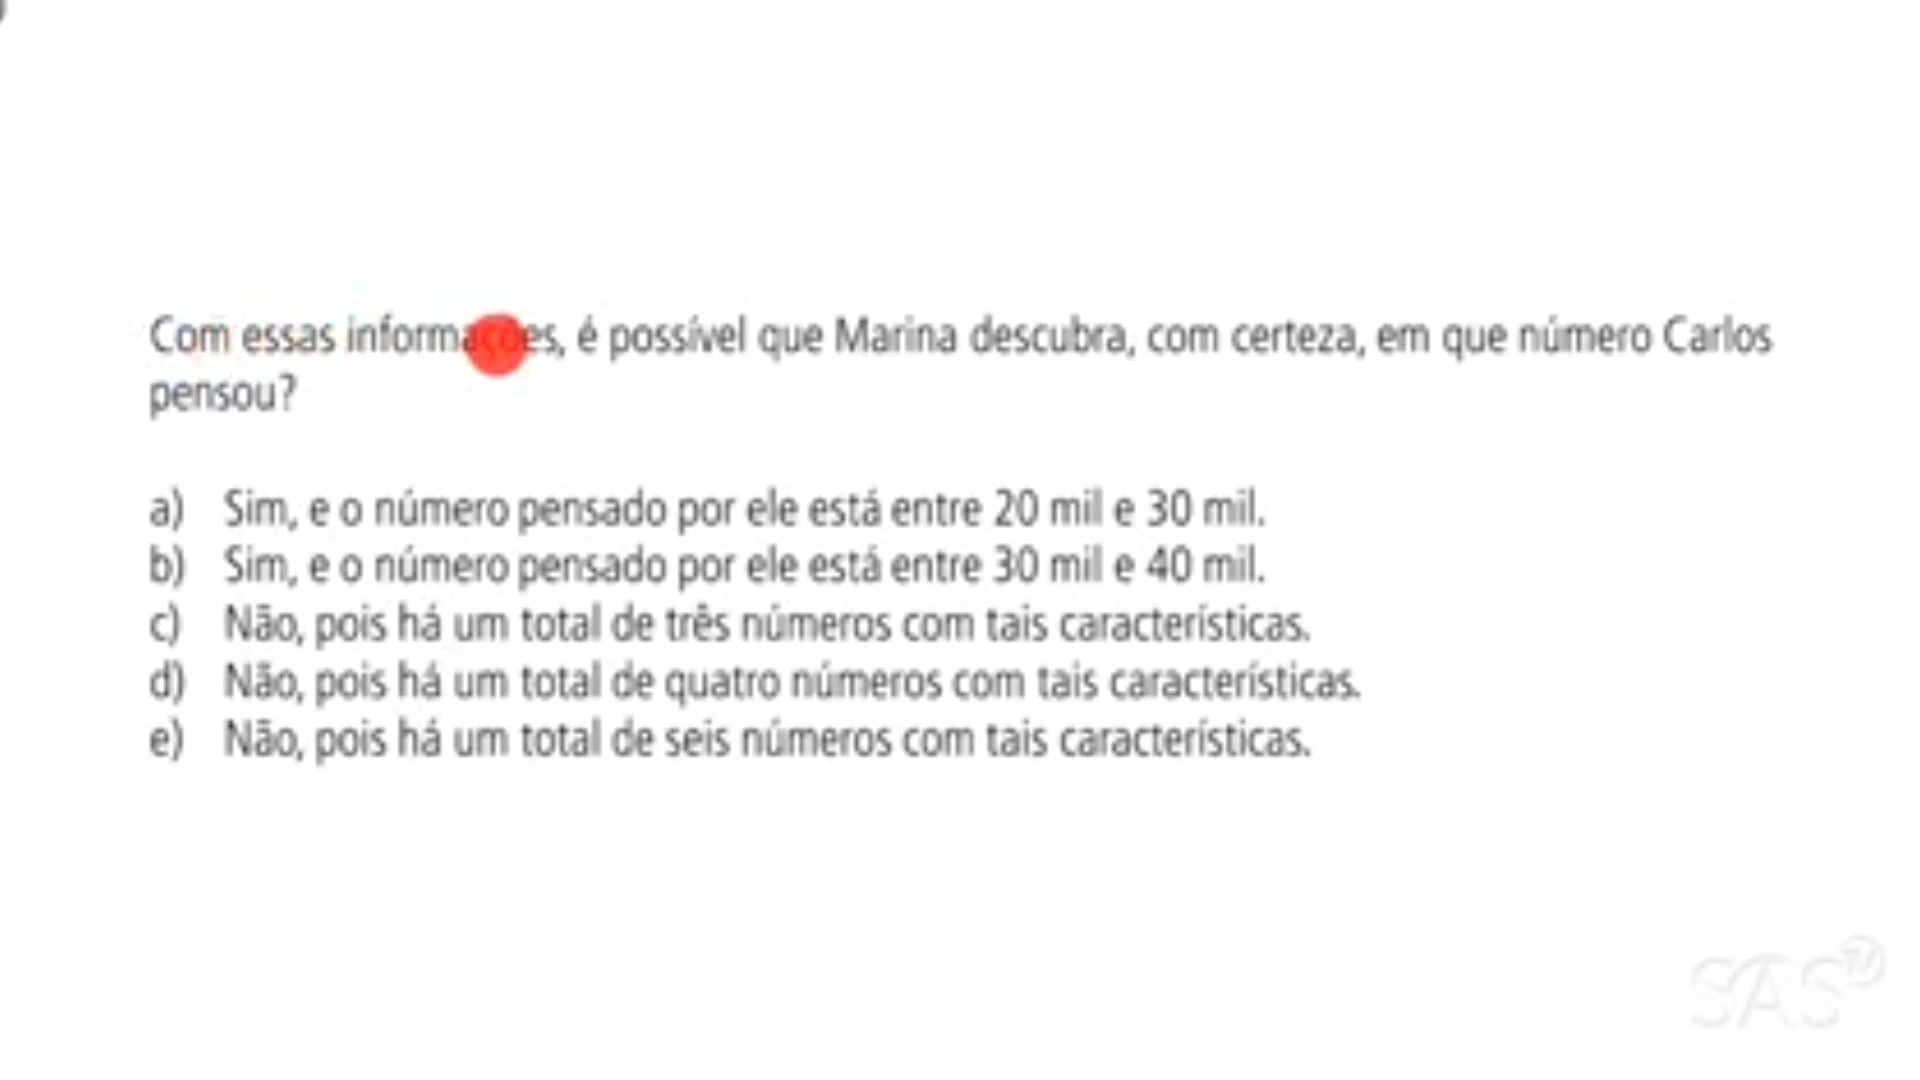 Com essas informações, é possível que Marina descubra, com certeza, em que número Carlos
pensou?
a) Sim, e o número pensado por ele está entre 20 mil e 30 mil.
b) Sim, e o número pensado por ele está entre 30 mil e 40 mil.
c) Não, pois há um total de três números com tais características.
d) Não, pois há um total de quatro números com tais características.
e) Não, pois há um total de seis números com tais características.
SAS TV